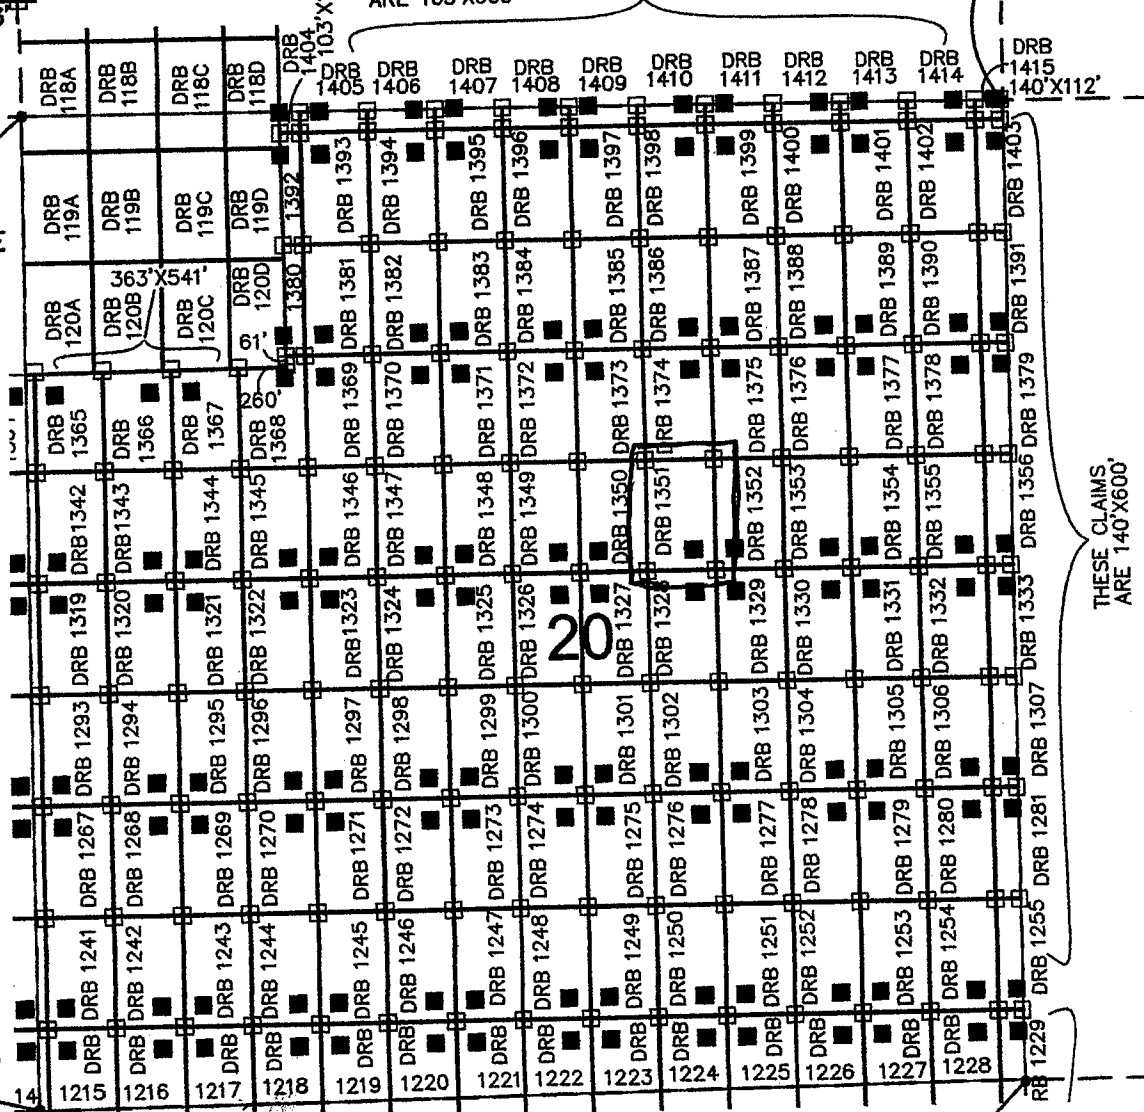 DRB 1404
103'X
DRB 118A
DRB 118B
DRB 118C
DRB 118D
DRB 1405
DRB 1406
DRB 1407
DRB 1408
DRB 1409
DRB 1410
DRB 1411
DRB 1412
DRB 1413
DRB 1414
DRB 1415
140'X112'
DRB 119A
DRB 119B
DRB 119C
DRB 119D
1392
DRB 1393
DRB 1394
DRB 1395
DRB 1396
DRB 1397
DRB 1398
DRB 1399
DRB 1400
DRB 1401
DRB 1402
DRB 1403
363'X541'
DRB 120A
DRB 120B
DRB 120C
DRB 120D
1380
DRB 1381
DRB 1382
DRB 1383
DRB 1384
DRB 1385
DRB 1386
DRB 1387
DRB 1388
DRB 1389
DRB 1390
DRB 1391
61'
260'
DRB 1365
DRB 1366
DRB 1367
DRB 1368
DRB 1369
DRB 1370
DRB 1371
DRB 1372
DRB 1373
DRB 1374
DRB 1375
DRB 1376
DRB 1377
DRB 1378
DRB 1379
DRB 1342
DRB 1343
DRB 1344
DRB 1345
DRB 1346
DRB 1347
DRB 1348
DRB 1349
DRB 1350
DRB 1351
DRB 1352
DRB 1353
DRB 1354
DRB 1355
DRB 1356
THESE CLAIMS
ARE 140'X600'
DRB 1319
DRB 1320
DRB 1321
DRB 1322
DRB 1323
DRB 1324
DRB 1325
DRB 1326
20
DRB 1327
DRB 1328
DRB 1329
DRB 1330
DRB 1331
DRB 1332
DRB 1333
DRB 1293
DRB 1294
DRB 1295
DRB 1296
DRB 1297
DRB 1298
DRB 1299
DRB 1300
DRB 1301
DRB 1302
DRB 1303
DRB 1304
DRB 1305
DRB 1306
DRB 1307
DRB 1267
DRB 1268
DRB 1269
DRB 1270
DRB 1271
DRB 1272
DRB 1273
DRB 1274
DRB 1275
DRB 1276
DRB 1277
DRB 1278
DRB 1279
DRB 1280
DRB 1281
DRB 1241
DRB 1242
DRB 1243
DRB 1244
DRB 1245
DRB 1246
DRB 1247
DRB 1248
DRB 1249
DRB 1250
DRB 1251
DRB 1252
DRB 1253
DRB 1254
DRB 1255
14
DRB 1215
DRB 1216
DRB 1217
DRB 1218
DRB 1219
DRB 1220
DRB 1221
DRB 1222
DRB 1223
DRB 1224
DRB 1225
DRB 1226
DRB 1227
DRB 1228
RB 1229